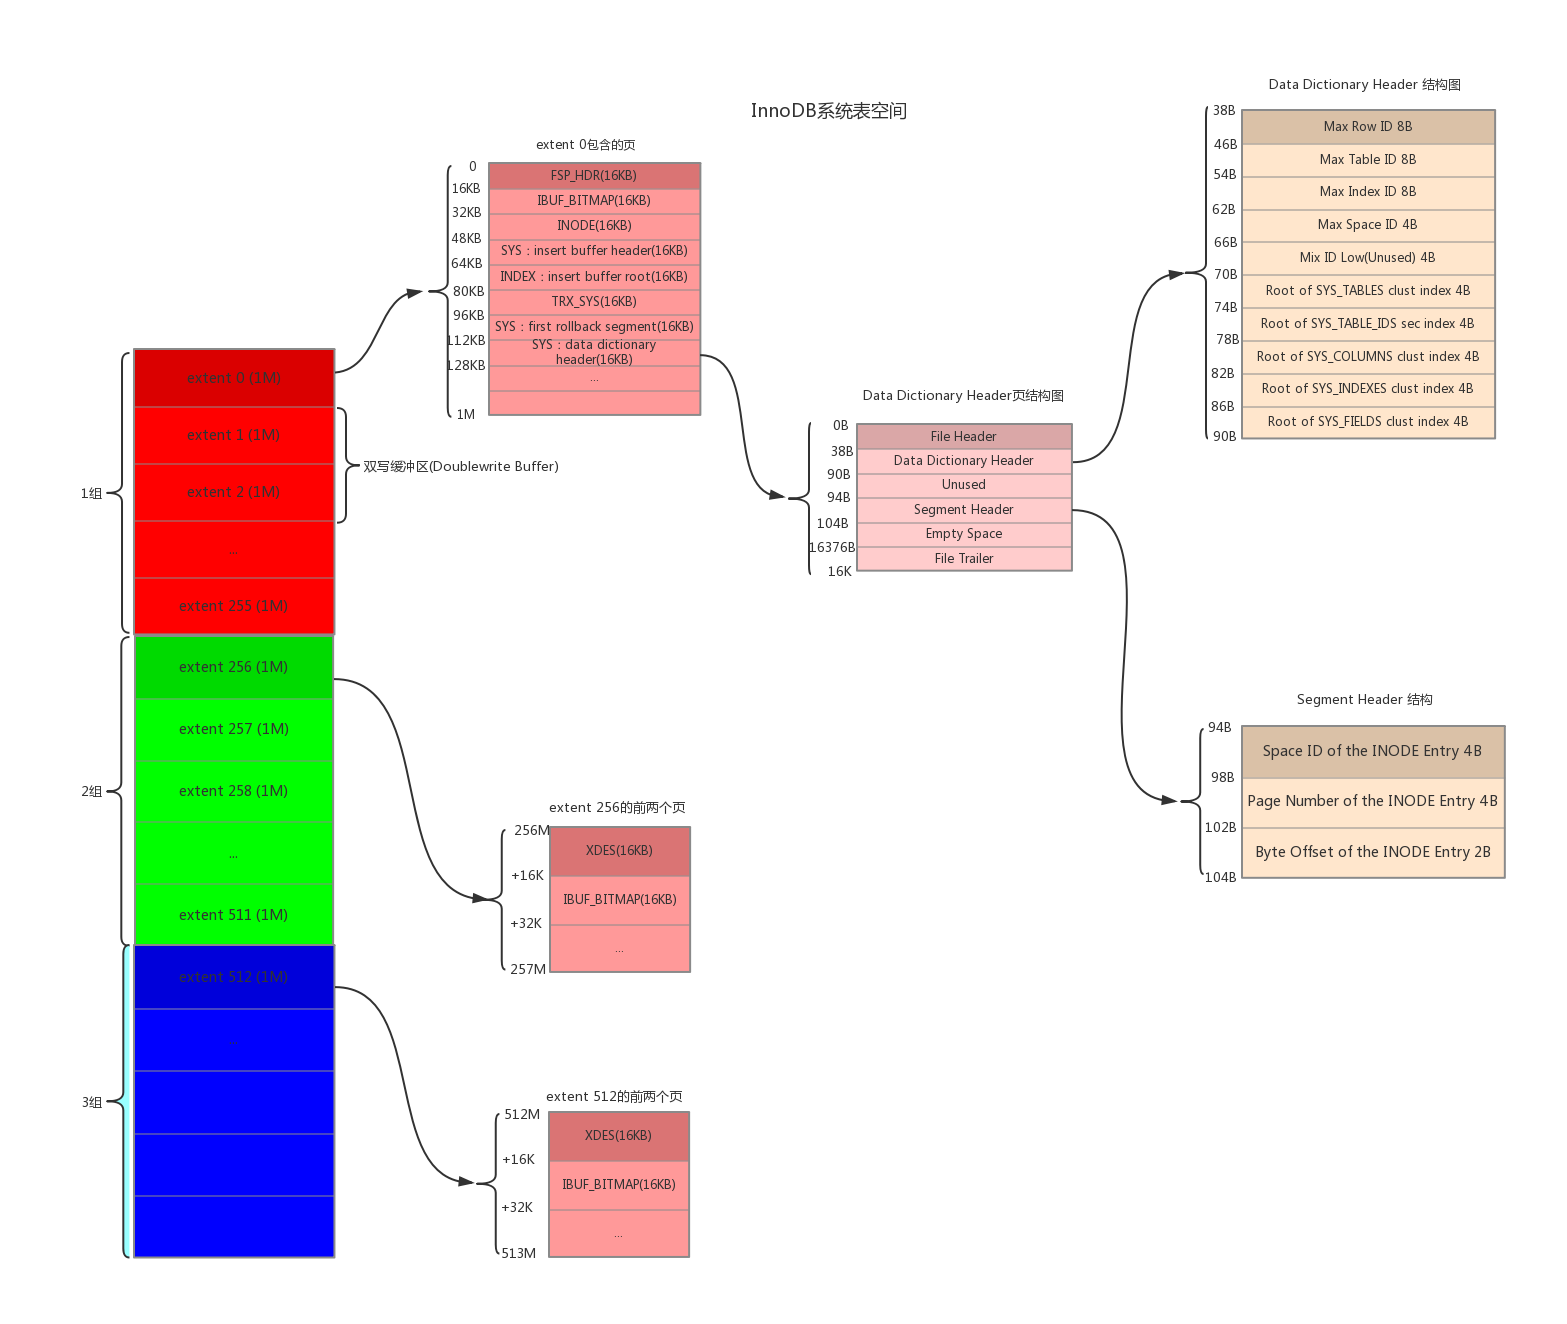 InnoDB系统表空间
1组
extent 0 (1M)
extent 1 (1M)
extent 2 (1M)
...
extent 255 (1M)
双写缓冲区(Doublewrite Buffer)
2组
extent 256 (1M)
extent 257 (1M)
extent 258 (1M)
...
extent 511 (1M)
3组
extent 512 (1M)
...
extent 0包含的页
0
FSP_HDR(16KB)
16KB
IBUF_BITMAP(16KB)
32KB
INODE(16KB)
48KB
SYS：insert buffer header(16KB)
64KB
INDEX：insert buffer root(16KB)
80KB
TRX_SYS(16KB)
96KB
SYS：first rollback segment(16KB)
112KB
SYS：data dictionary
header(16KB)
128KB
...
1M
extent 256的前两个页
256M
XDES(16KB)
+16K
IBUF_BITMAP(16KB)
+32K
...
257M
extent 512的前两个页
512M
XDES(16KB)
+16K
IBUF_BITMAP(16KB)
+32K
...
513M
Data Dictionary Header页结构图
0B
File Header
38B
Data Dictionary Header
90B
Unused
94B
Segment Header
104B
Empty Space
16376B
File Trailer
16K
Data Dictionary Header 结构图
38B
Max Row ID 8B
46B
Max Table ID 8B
54B
Max Index ID 8B
62B
Max Space ID 4B
66B
Mix ID Low(Unused) 4B
70B
Root of SYS_TABLES clust index 4B
74B
Root of SYS_TABLE_IDS sec index 4B
78B
Root of SYS_COLUMNS clust index 4B
82B
Root of SYS_INDEXES clust index 4B
86B
Root of SYS_FIELDS clust index 4B
90B
Segment Header 结构
94B
Space ID of the INODE Entry 4B
98B
Page Number of the INODE Entry 4B
102B
Byte Offset of the INODE Entry 2B
104B